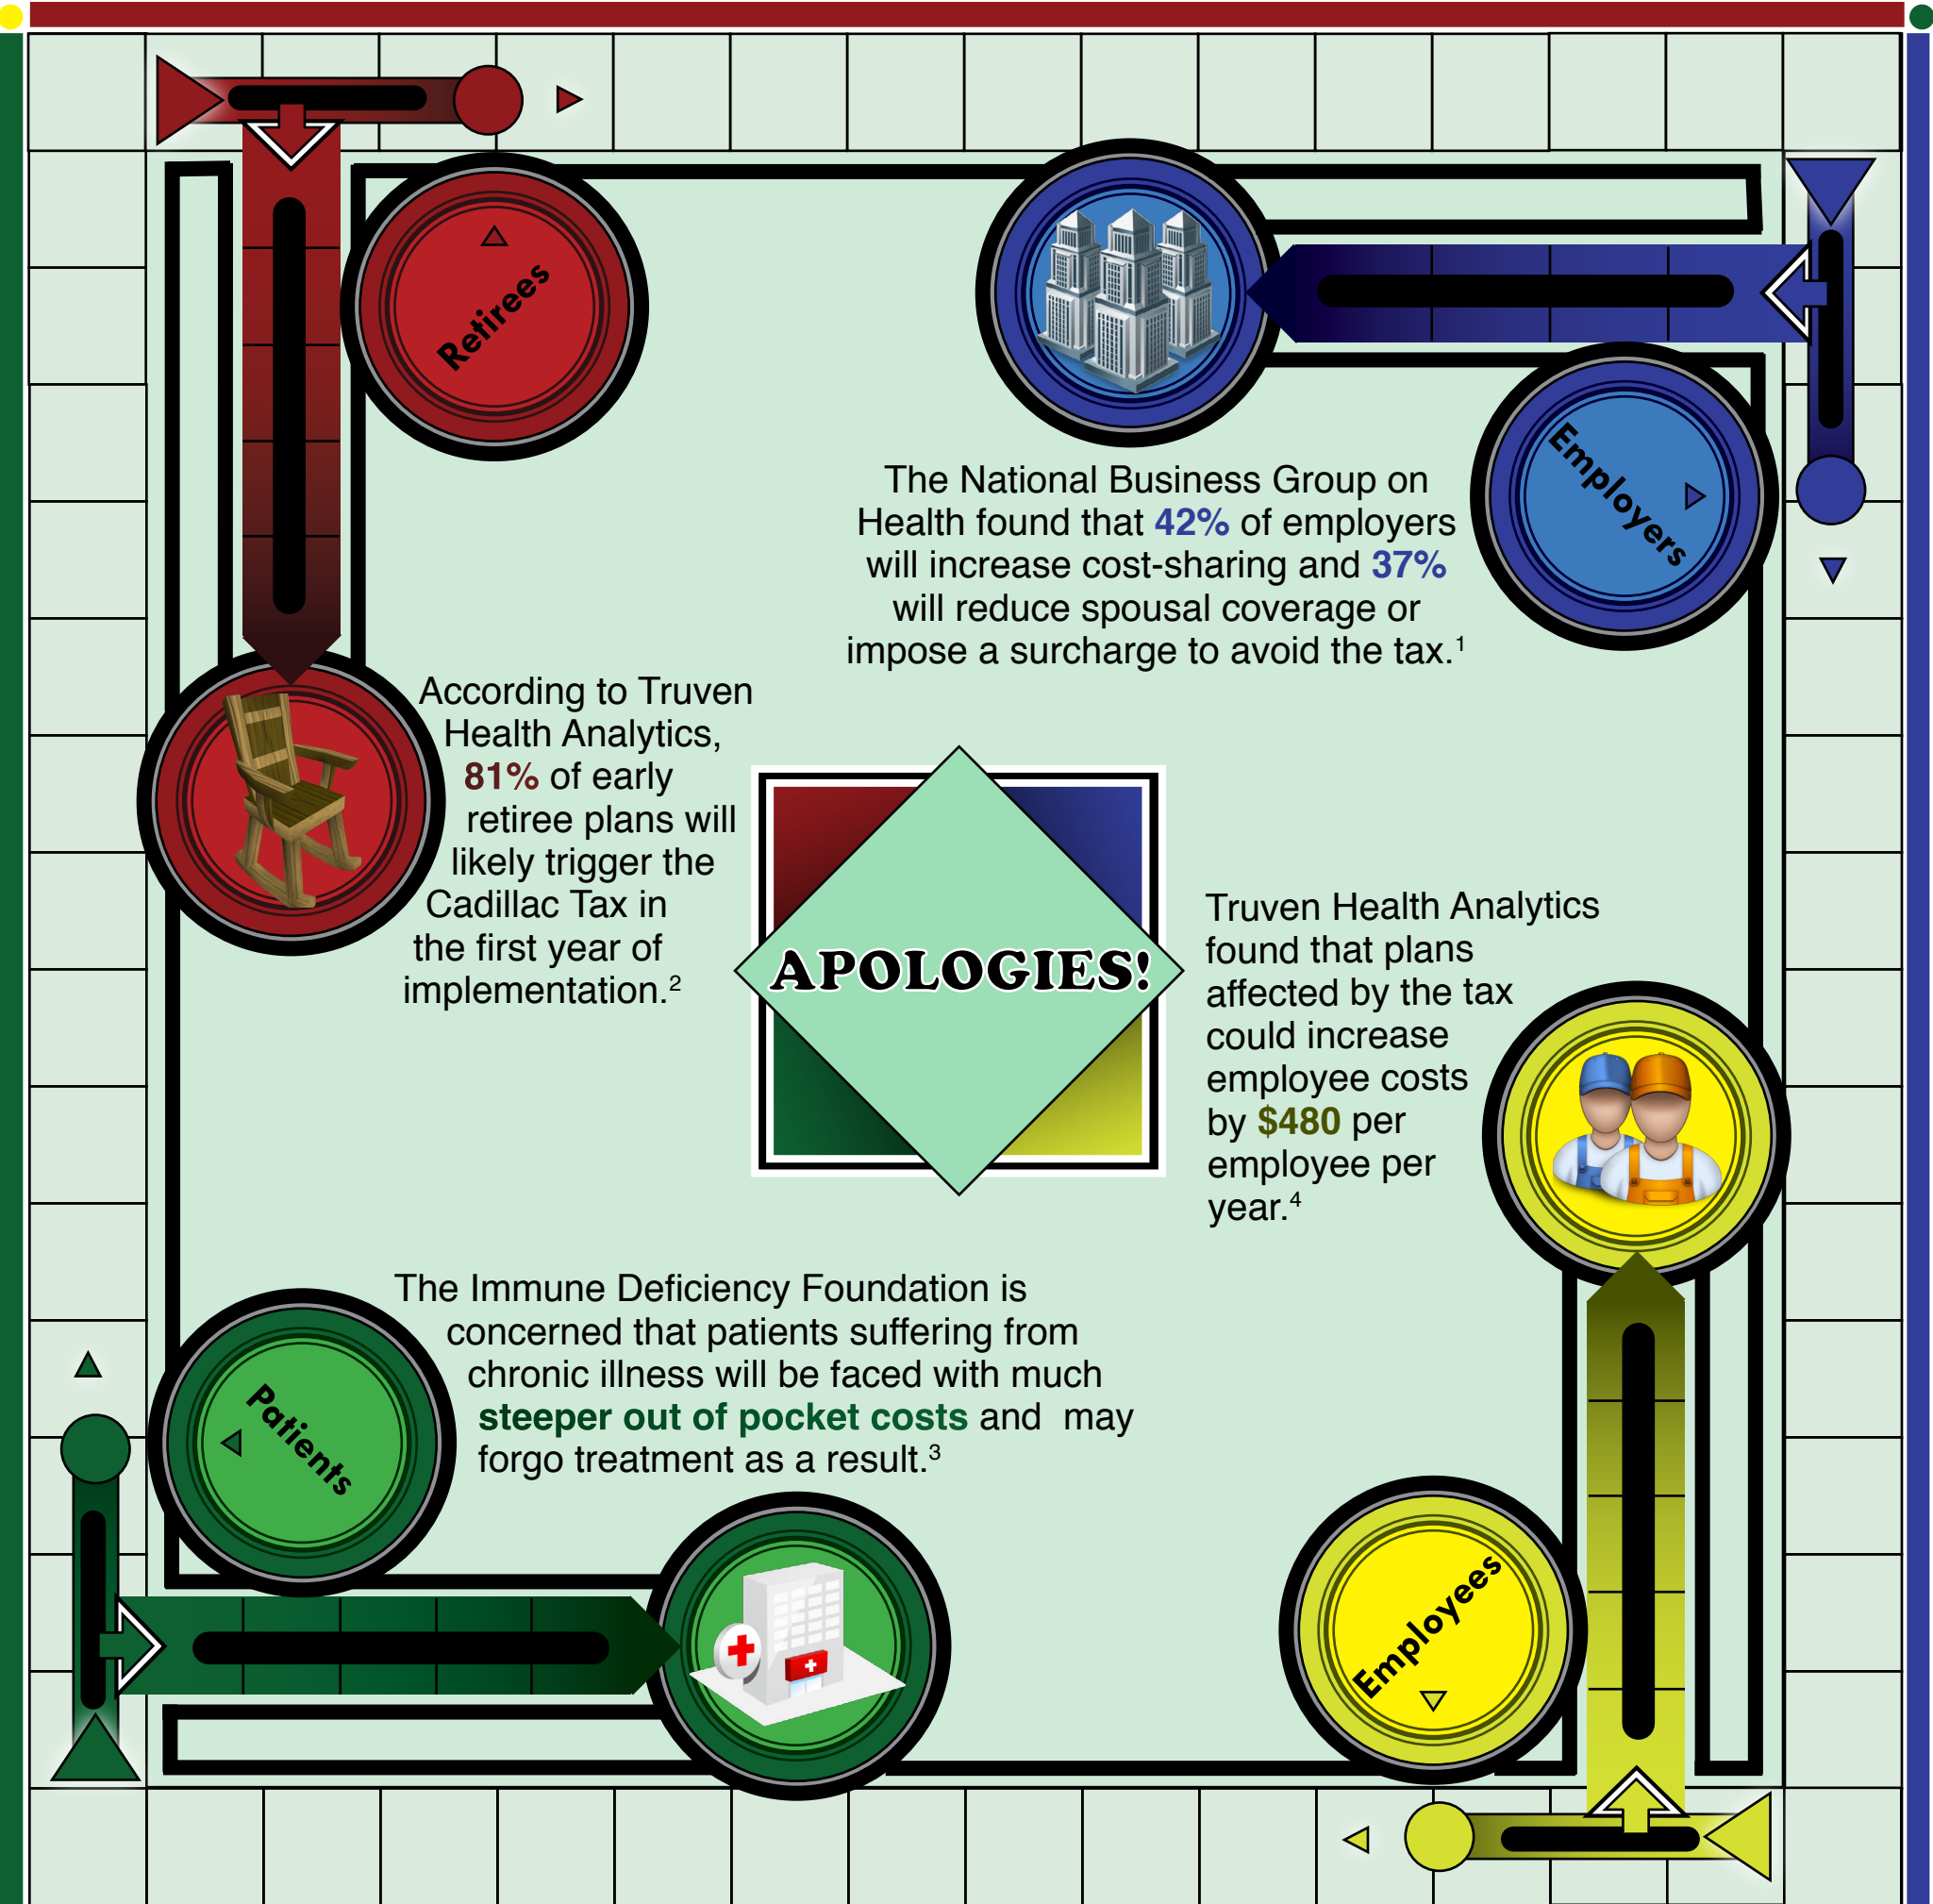 Retirees
The National Business Group on
Health found that 42% of employers
will increase cost-sharing and 37%
will reduce spousal coverage or
impose a surcharge to avoid the tax.¹
Employers
According to Truven
Health Analytics,
81% of early
retiree plans will
likely trigger the
Cadillac Tax in
the first year of
implementation.²
APOLOGIES!
Truven Health Analytics
found that plans
affected by the tax
could increase
employee costs
by $480 per
employee per
year.⁴
The Immune Deficiency Foundation is
concerned that patients suffering from
chronic illness will be faced with much
steeper out of pocket costs and may
forgo treatment as a result.³
Patients
Employees